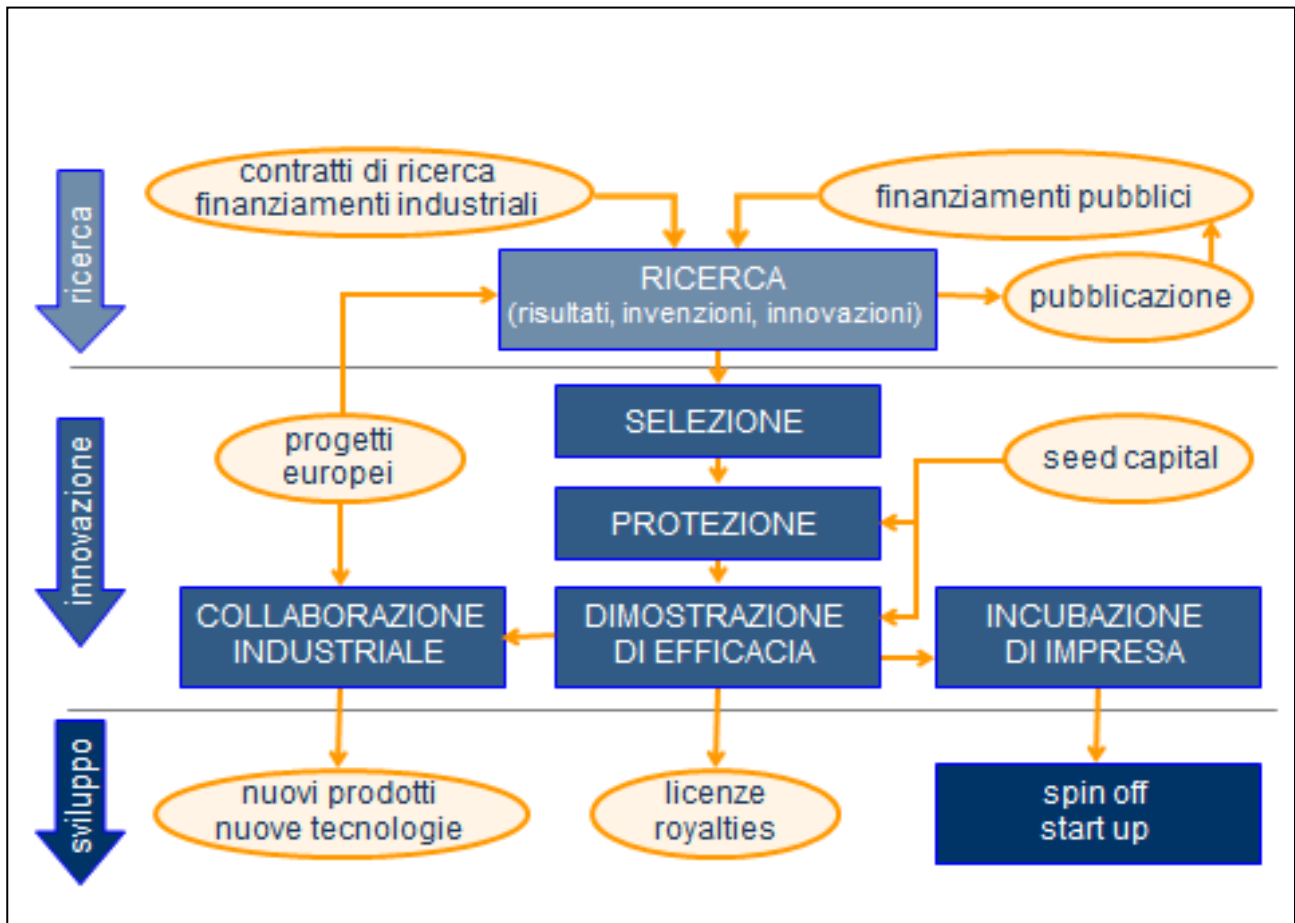 ricerca
contratti di ricerca
finanziamenti industriali
finanziamenti pubblici
RICERCA
(risultati, invenzioni, innovazioni)
pubblicazione
innovazione
SELEZIONE
progetti
europei
seed capital
PROTEZIONE
COLLABORAZIONE
INDUSTRIALE
DIMOSTRAZIONE
DI EFFICACIA
INCUBAZIONE
DI IMPRESA
sviluppo
nuovi prodotti
nuove tecnologie
licenze
royalties
spin off
start up